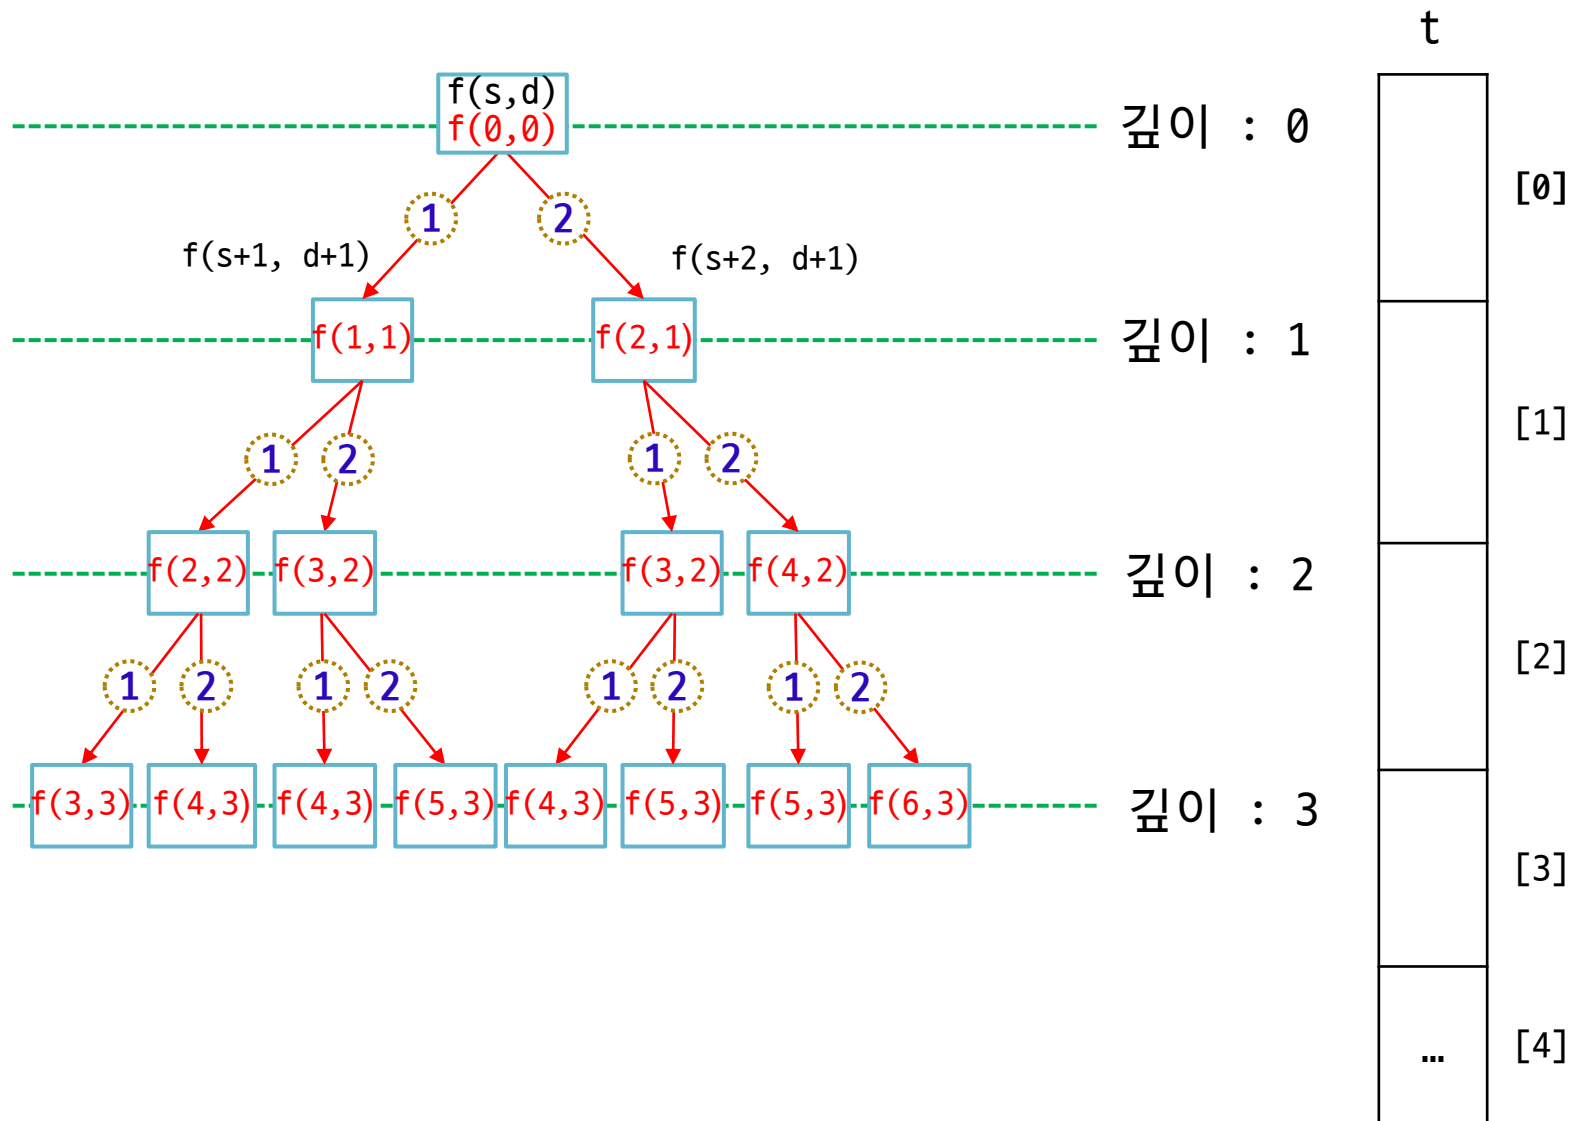 t
f(s,d)
f(0,0)
깊이 : 0
[0]
1 2
f(s+1, d+1) f(s+2, d+1)
f(1,1) f(2,1)
깊이 : 1
[1]
1 2 1 2
f(2,2) f(3,2) f(3,2) f(4,2)
깊이 : 2
[2]
1 2 1 2 1 2 1 2
f(3,3) f(4,3) f(4,3) f(5,3) f(4,3) f(5,3) f(5,3) f(6,3)
깊이 : 3
[3]
… [4]